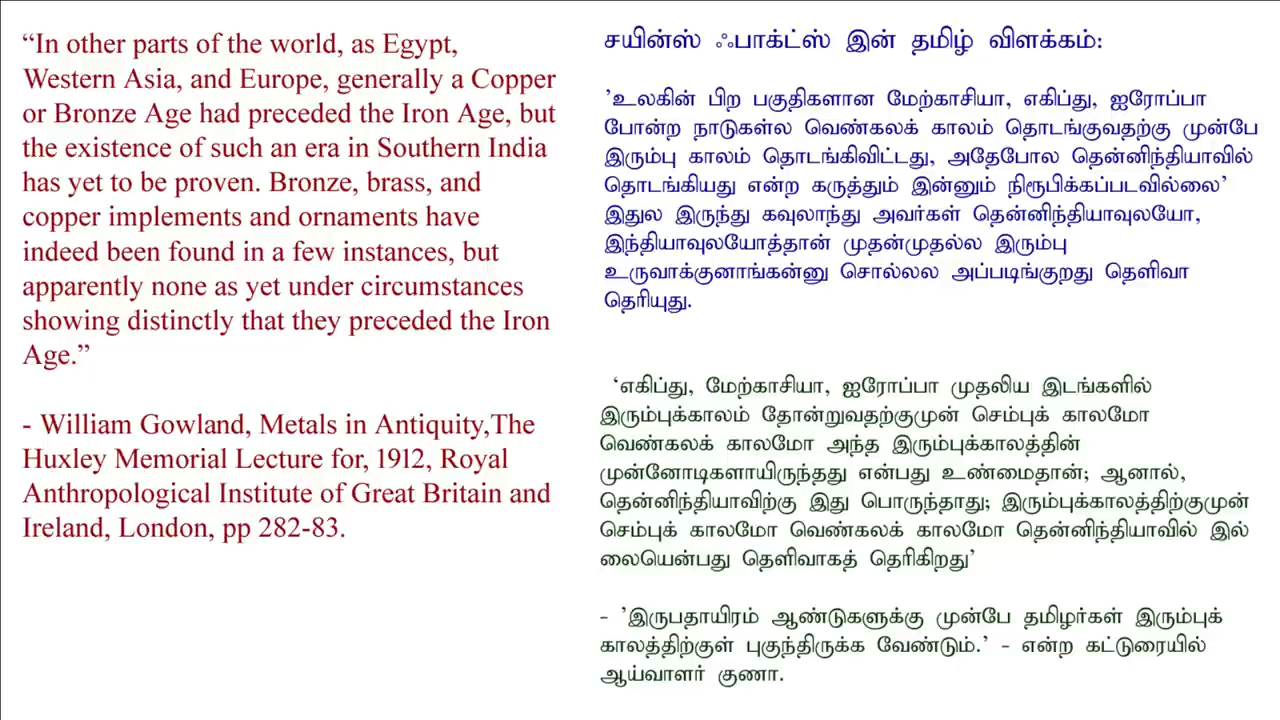 “In other parts of the world, as Egypt,
Western Asia, and Europe, generally a Copper
or Bronze Age had preceded the Iron Age, but
the existence of such an era in Southern India
has yet to be proven. Bronze, brass, and
copper implements and ornaments have
indeed been found in a few instances, but
apparently none as yet under circumstances
showing distinctly that they preceded the Iron
Age.”
- William Gowland, Metals in Antiquity,The
Huxley Memorial Lecture for, 1912, Royal
Anthropological Institute of Great Britain and
Ireland, London, pp 282-83.
சயின்ஸ் ஃபாக்ட்ஸ் இன் தமிழ் விளக்கம்:
’உலகின் பிற பகுதிகளான மேற்காசியா, எகிப்து, ஐரோப்பா
போன்ற நாடுகள்ல வெண்கலக் காலம் தொடங்குவதற்கு முன்பே
இரும்பு காலம் தொடங்கிவிட்டது, அதேபோல தென்னிந்தியாவில்
தொடங்கியது என்ற கருத்தும் இன்னும் நிரூபிக்கப்படவில்லை’
இதுல இருந்து கவுலாந்து அவர்கள் தென்னிந்தியாவுலயோ,
இந்தியாவுலயோத்தான் முதன்முதல்ல இரும்பு
உருவாக்குனாங்கன்னு சொல்லல அப்படிங்குறது தெளிவா
தெரியுது.
‘எகிப்து, மேற்காசியா, ஐரோப்பா முதலிய இடங்களில்
இரும்புக்காலம் தோன்றுவதற்குமுன் செம்புக் காலமோ
வெண்கலக் காலமோ அந்த இரும்புக்காலத்தின்
முன்னோடிகளாயிருந்தது என்பது உண்மைதான்; ஆனால்,
தென்னிந்தியாவிற்கு இது பொருந்தாது; இரும்புக்காலத்திற்குமுன்
செம்புக் காலமோ வெண்கலக் காலமோ தென்னிந்தியாவில் இல்
லையென்பது தெளிவாகத் தெரிகிறது’
- ’இருபதாயிரம் ஆண்டுகளுக்கு முன்பே தமிழர்கள் இரும்புக்
காலத்திற்குள் புகுந்திருக்க வேண்டும்.’ - என்ற கட்டுரையில்
ஆய்வாளர் குணா.